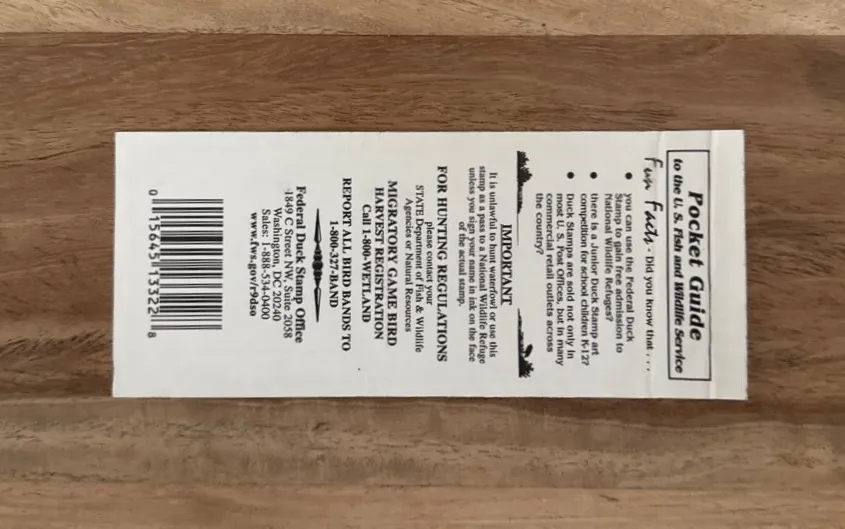 Pocket Guide
to the U. S. Fish and Wildlife Service
Fun Facts - Did you know that . . .
• you can use the Federal Duck
Stamp to gain free admission to
National Wildlife Refuges?
• there is a Junior Duck Stamp art
competition for school children K-12?
• Duck Stamps are sold not only in
most U. S. Post Offices, but in many
commercial retail outlets across
the country?
IMPORTANT
It is unlawful to hunt waterfowl or use this
stamp as a pass to a National Wildlife Refuge
unless you sign your name in ink on the face
of the actual stamp.
FOR HUNTING REGULATIONS
please contact your
STATE Department of Fish & Wildlife
Agencies or Natural Resources
MIGRATORY GAME BIRD
HARVEST REGISTRATION
Call 1-800-WETLAND
REPORT ALL BIRD BANDS TO
1-800-327-BAND
Federal Duck Stamp Office
1849 C Street NW, Suite 2058
Washington, DC 20240
Sales: 1-888-534-0400
www.fws.gov/r9dso
0 15645 13322 8